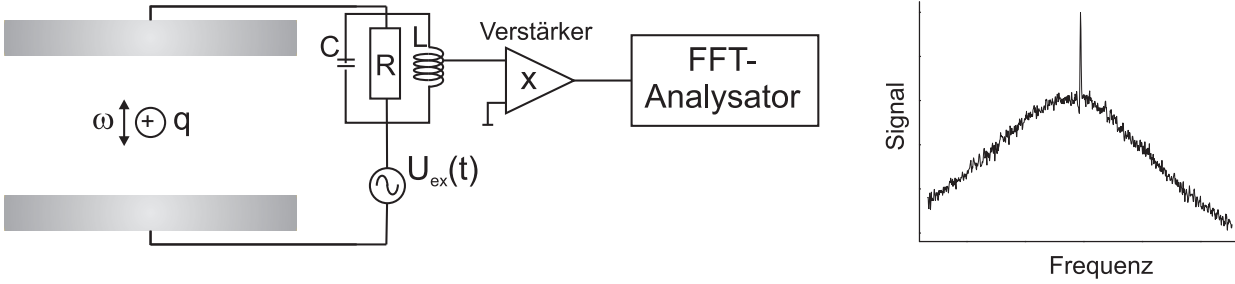 C
R
L
Verstärker
x
FFT-
Analysator
ω
+
q
U_ex(t)
Signal
Frequenz